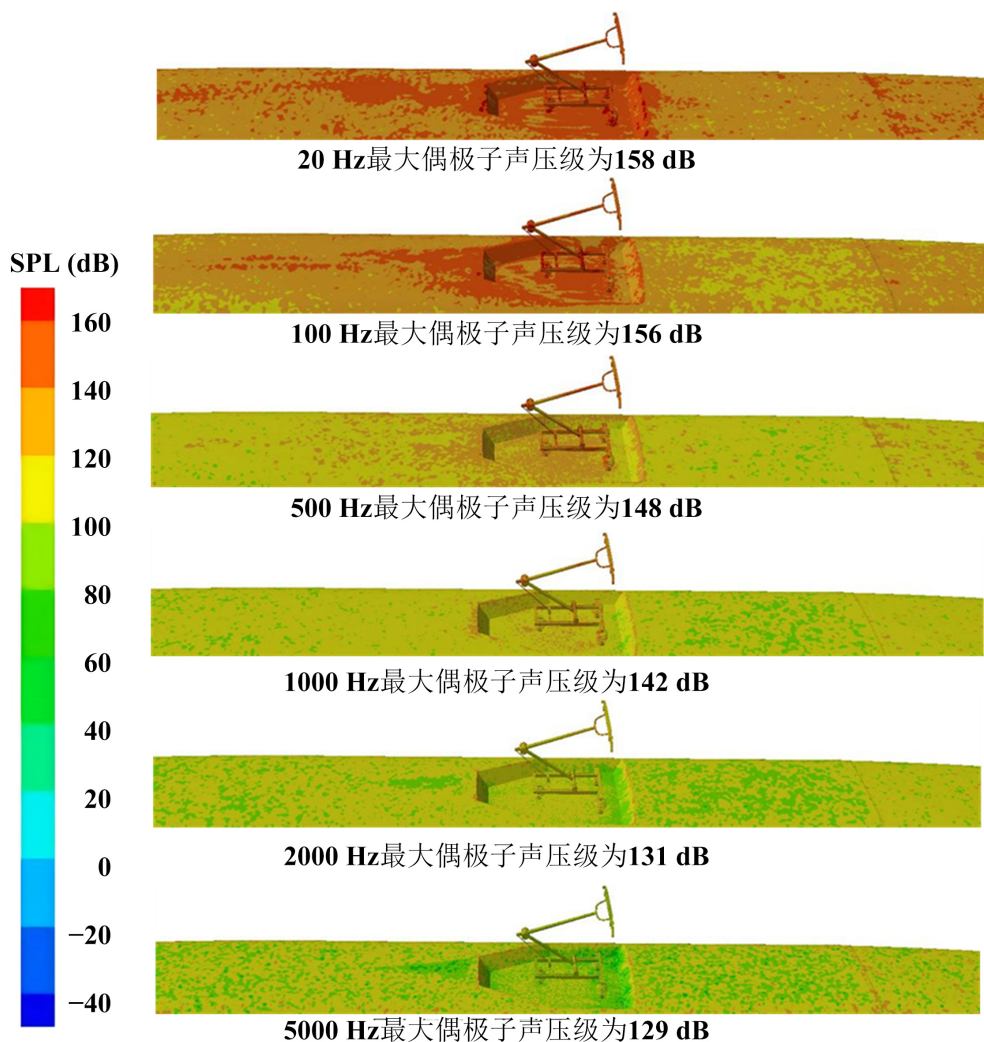 20 Hz最大偶极子声压级为158 dB
100 Hz最大偶极子声压级为156 dB
SPL (dB)
160
140
120
100
80
60
40
20
0
−20
−40
500 Hz最大偶极子声压级为148 dB
1000 Hz最大偶极子声压级为142 dB
2000 Hz最大偶极子声压级为131 dB
5000 Hz最大偶极子声压级为129 dB